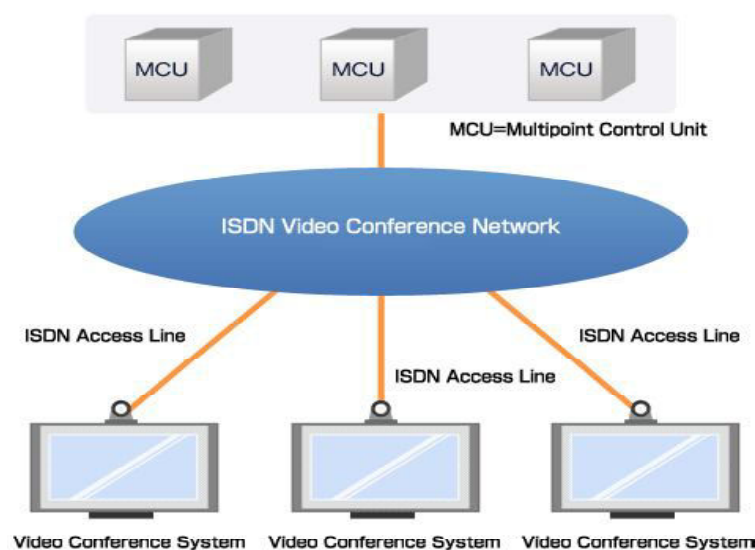 MCU MCU MCU
MCU=Multipoint Control Unit
ISDN Video Conference Network
ISDN Access Line
ISDN Access Line
ISDN Access Line
Video Conference System Video Conference System Video Conference System